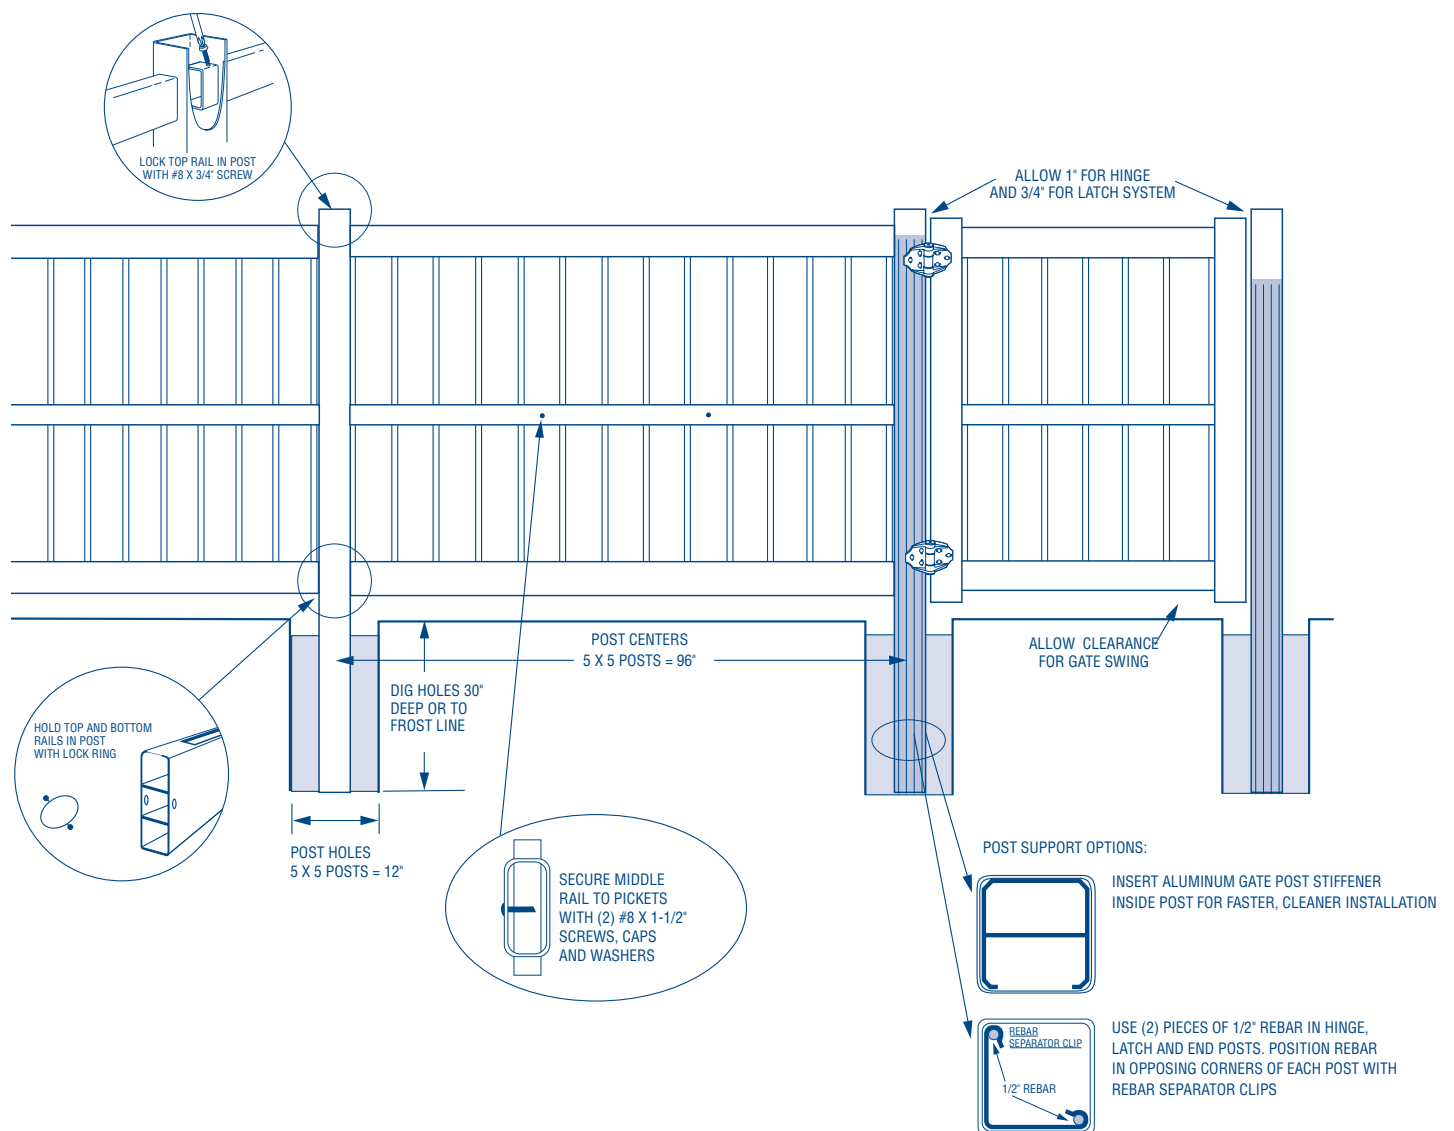 LOCK TOP RAIL IN POST
WITH #8 X 3/4" SCREW
ALLOW 1" FOR HINGE
AND 3/4" FOR LATCH SYSTEM
POST CENTERS
5 X 5 POSTS = 96"
ALLOW CLEARANCE
FOR GATE SWING
DIG HOLES 30"
DEEP OR TO
FROST LINE
HOLD TOP AND BOTTOM
RAILS IN POST
WITH LOCK RING
POST HOLES
5 X 5 POSTS = 12"
SECURE MIDDLE
RAIL TO PICKETS
WITH (2) #8 X 1-1/2"
SCREWS, CAPS
AND WASHERS
POST SUPPORT OPTIONS:
INSERT ALUMINUM GATE POST STIFFENER
INSIDE POST FOR FASTER, CLEANER INSTALLATION
REBAR
SEPARATOR CLIP
1/2" REBAR
USE (2) PIECES OF 1/2" REBAR IN HINGE,
LATCH AND END POSTS. POSITION REBAR
IN OPPOSING CORNERS OF EACH POST WITH
REBAR SEPARATOR CLIPS